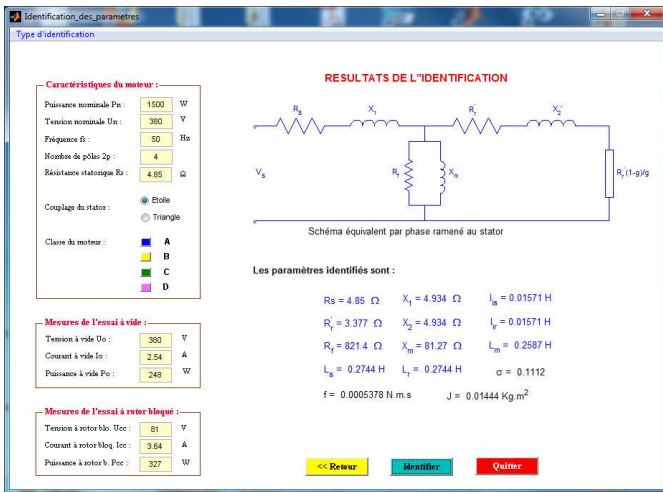 Identification_des_parametres
Type d'identification
Caractéristiques du moteur :
Puissance nominale Pn : 1500 W
Tension nominale Un : 380 V
Fréquence fs : 50 Hz
Nombre de pôles 2p : 4
Résistance statorique Rs : 4.85 Ω
Couplage du stator : Etoile
Triangle
Classe du moteur : A
B
C
D
Mesures de l'essai à vide :
Tension à vide Uo : 380 V
Courant à vide Io : 2.54 A
Puissance à vide Po : 248 W
Mesures de l'essai à rotor bloqué :
Tension à rotor blo. Ucc : 81 V
Courant à rotor bloq. Icc : 3.64 A
Puissance à rotor b. Pcc : 327 W
RESULTATS DE L''IDENTIFICATION
Rs X1 Rr' X2'
Vs Rf Xm Rr'(1-g)/g
Schéma équivalent par phase ramené au stator
Les paramètres identifiés sont :
Rs = 4.85 Ω X1 = 4.934 Ω lls = 0.01571 H
Rr' = 3.377 Ω X2' = 4.934 Ω llr = 0.01571 H
Rf = 821.4 Ω Xm = 81.27 Ω Lm = 0.2587 H
Ls = 0.2744 H Lr = 0.2744 H σ = 0.1112
f = 0.0005378 N.m.s J = 0.01444 Kg.m²
<< Retour Identifier Quitter